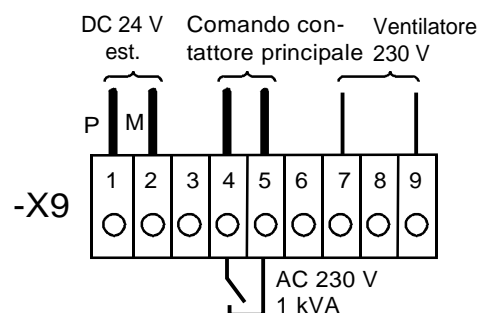 DC 24 V
est.
Comando con-
tattore principale
Ventilatore
230 V
P M
-X9
1 2 3 4 5 6 7 8 9
AC 230 V
1 kVA